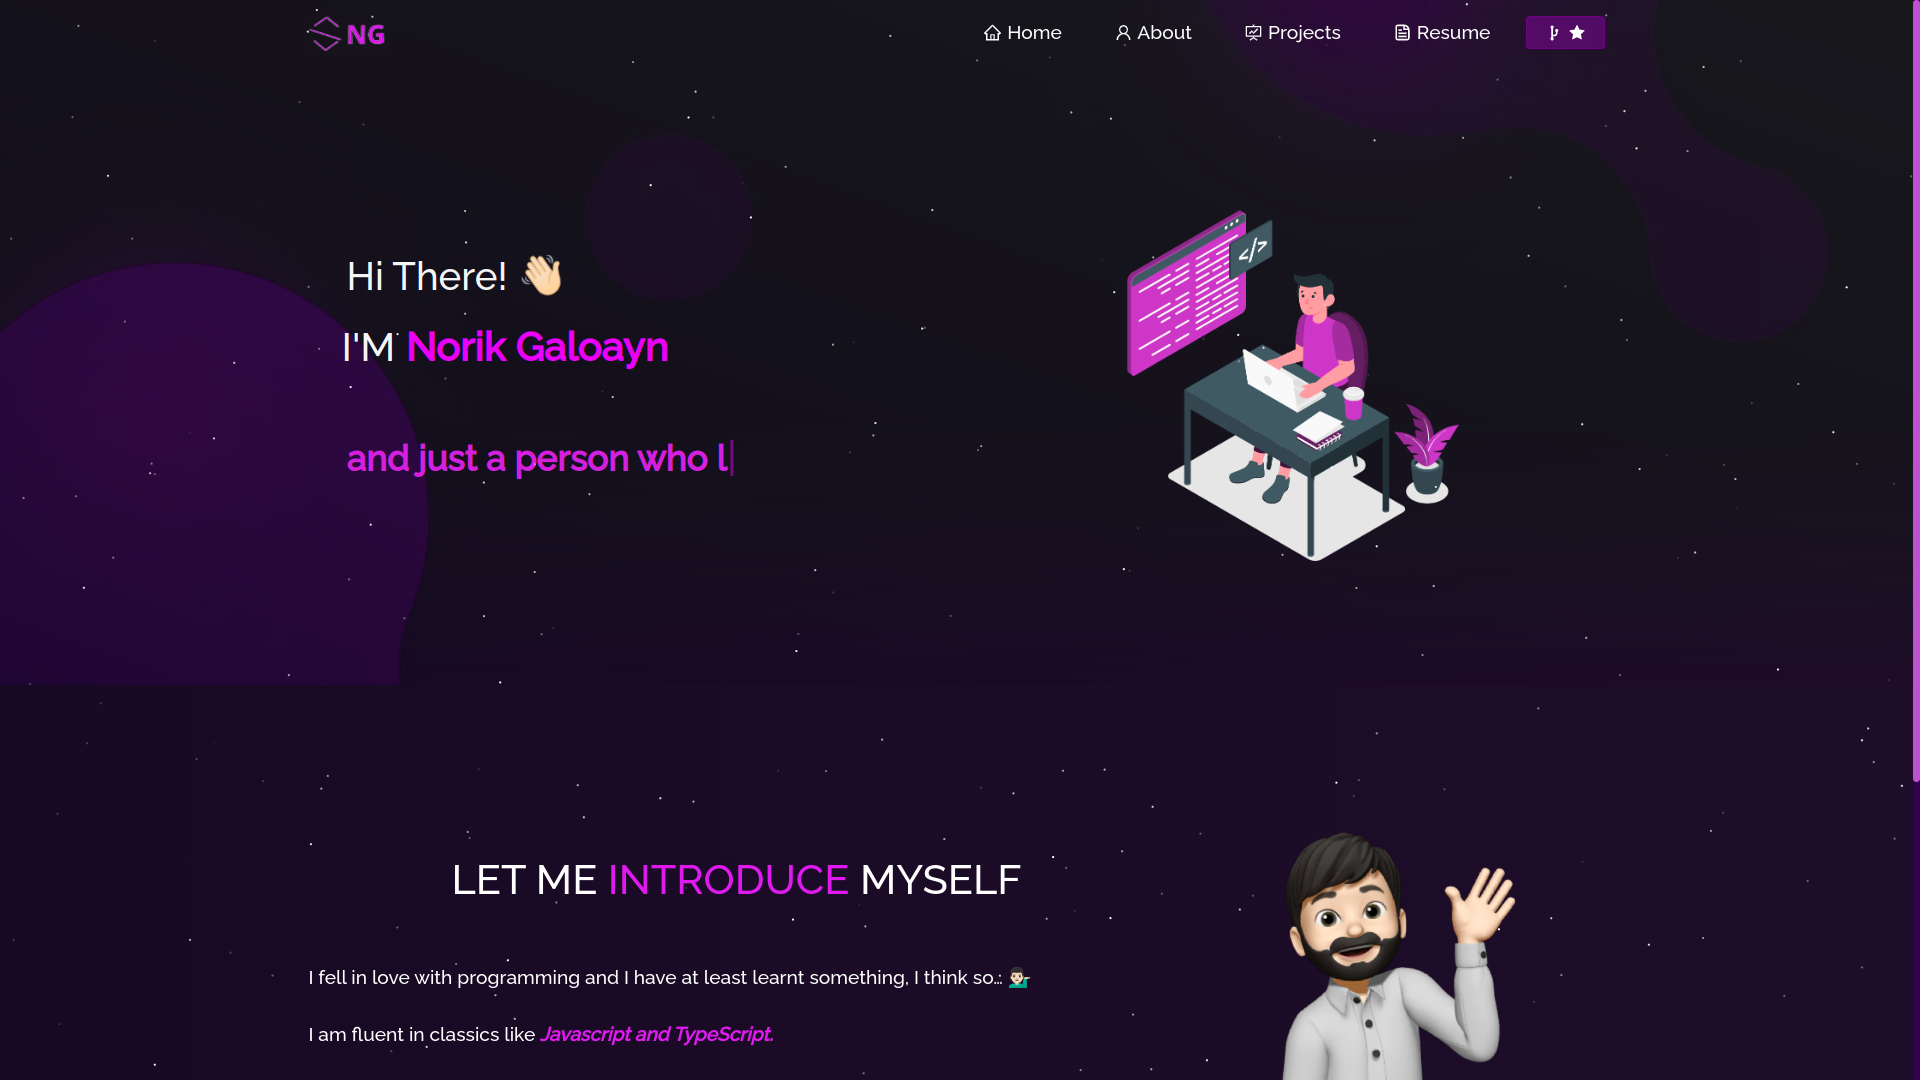 NG
Home
About
Projects
Resume
</>
Hi There! 👋🏻
I'M Norik Galoayn
and just a person who l
LET ME INTRODUCE MYSELF
I fell in love with programming and I have at least learnt something, I think so… 💁🏻‍♂️
I am fluent in classics like Javascript and TypeScript.